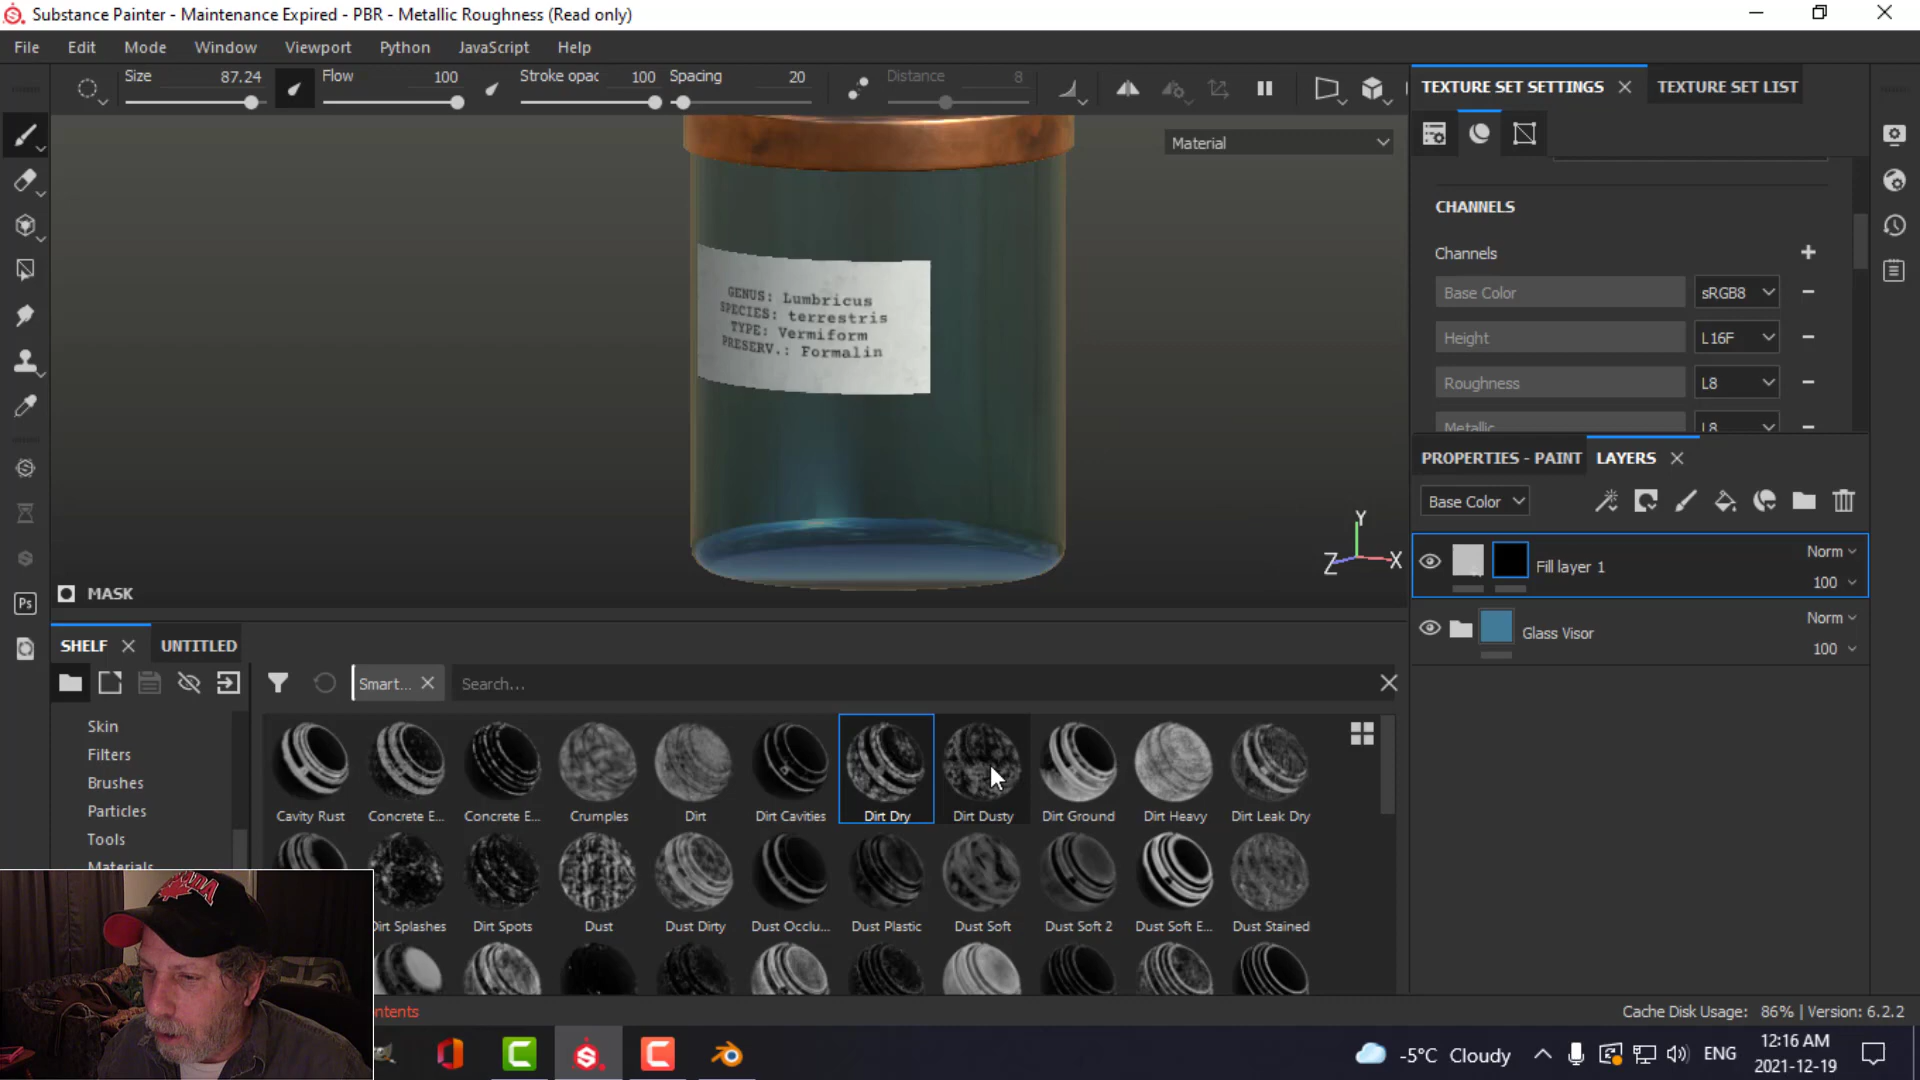 Substance Painter - Maintenance Expired - PBR - Metallic Roughness (Read only)
File Edit Mode Window Viewport Python JavaScript Help
Size 87.24 Flow 100 Stroke opac 100 Spacing 20 Distance 8
TEXTURE SET SETTINGS TEXTURE SET LIST
Material
CHANNELS
Channels
Base Color sRGB8
Height L16F
Roughness L8
Metallic L8
GENUS: Lumbricus
SPECIES: terrestris
TYPE: Vermiform
PRESERV.: Formalin
Y
Z X
MASK
PROPERTIES - PAINT LAYERS
Base Color
Norm
Fill layer 1
100
Norm
Glass Visor
100
SHELF UNTITLED
Smart... Search...
Skin
Filters
Brushes
Particles
Tools
Materials
Cavity Rust Concrete E... Concrete E... Crumples Dirt Dirt Cavities Dirt Dry Dirt Dusty Dirt Ground Dirt Heavy Dirt Leak Dry
Dirt Splashes Dirt Spots Dust Dust Dirty Dust Occlu... Dust Plastic Dust Soft Dust Soft 2 Dust Soft E... Dust Stained
Cache Disk Usage: 86% | Version: 6.2.2
Ps
-5°C Cloudy ENG
12:16 AM
2021-12-19